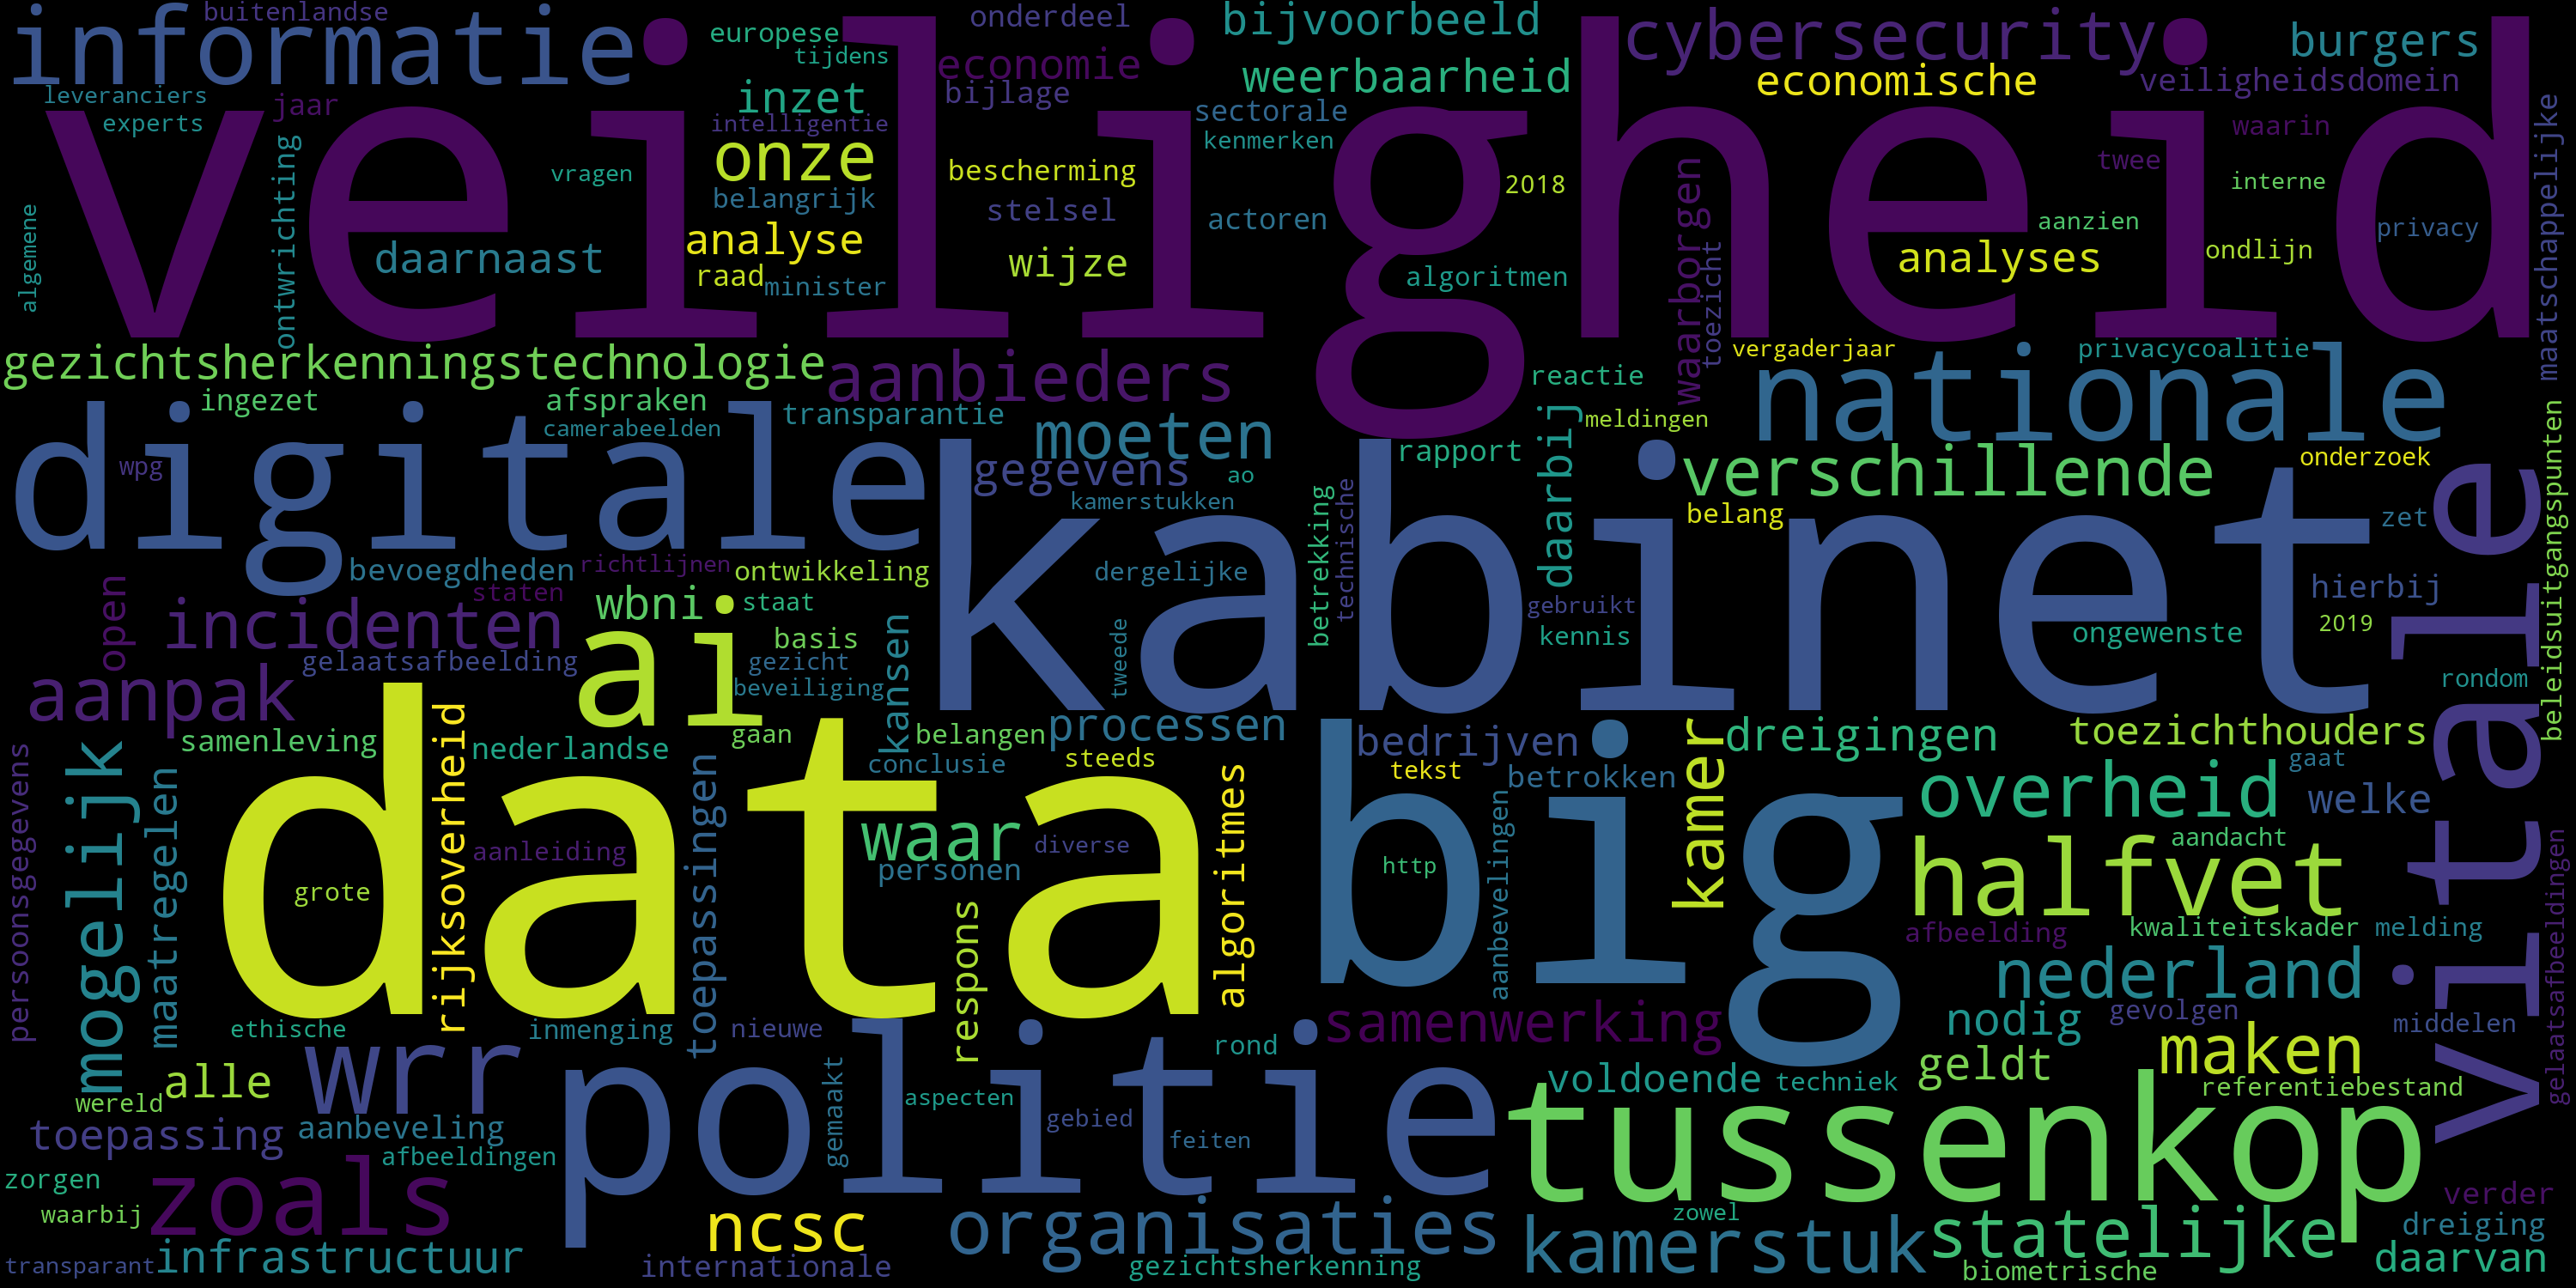 informatie
buitenlandse
europese
tijdens
onderdeel
economie
bijvoorbeeld
cybersecurity
burgers
veiligheid
leveranciers
jaar
experts
inzet
intelligentie
onze
bijlage
weerbaarheid
sectorale
kenmerken
economische
veiligheidsdomein
waarin
twee
interne
maatschappelijke
ontwrichting
vragen
belangrijk
bescherming
stelsel
2018
actoren
waarborgen
toezicht
aanzien
privacy
algemene
daarnaast
analyse
raad
minister
wijze
algoritmen
analyses
ondlijn
gezichtsherkenningstechnologie
aanbieders
reactie
vergaderjaar
privacycoalitie
nationale
ingezet
afspraken
camerabeelden
transparantie
moeten
daarbij
meldingen
beleidsuitgangspunten
digitale
wpg
gegevens
ao
kamerstukken
rapport
verschillende
onderzoek
belang
zet
vitale
kabinet
betrekking
technische
bevoegdheden
richtlijnen
ontwikkeling
dergelijke
gebruikt
hierbij
open
incidenten
staten
wbni
staat
basis
kansen
tweede
kennis
ongewenste
2019
gelaatsafbeelding
ai
gezicht
beveiliging
rondom
aanpak
samenleving
rijksoverheid
nederlandse
gaan
belangen
processen
bedrijven
kamer
dreigingen
toezichthouders
persoonsgegevens
mogelijk
maatregelen
data
toepassingen
conclusie
steeds
tekst
betrokken
overheid
gaat
welke
big
aanleiding
waar
diverse
algoritmes
aanbevelingen
http
halfvet
aandacht
gelaatsafbeeldingen
grote
personen
respons
afbeelding
kwaliteitskader
melding
nederland
ethische
inmenging
nieuwe
rond
samenwerking
nodig
gevolgen
middelen
wrr
politie
alle
wereld
gemaakt
aspecten
gebied
feiten
voldoende
techniek
geldt
maken
referentiebestand
toepassing
aanbeveling
afbeeldingen
tussenkop
zorgen
waarbij
zoals
ncsc
organisaties
zowel
kamerstuk
statelijke
verder
dreiging
transparant
infrastructuur
internationale
gezichtsherkenning
biometrische
daarvan